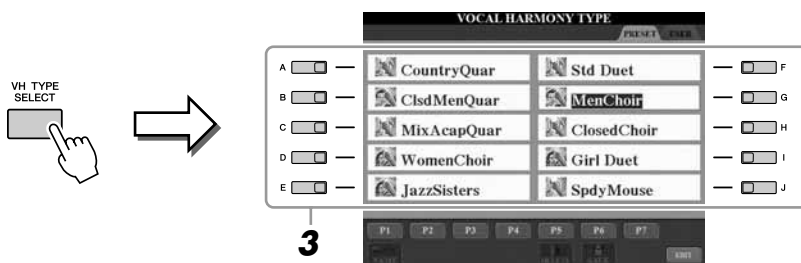 VOCAL HARMONY TYPE
PRESET USER
VH TYPE
SELECT
A CountryQuar Std Duet F
B ClsdMenQuar MenChoir G
C MixAcapQuar ClosedChoir H
D WomenChoir Girl Duet I
E JazzSisters SpdyMouse J
3
P1 P2 P3 P4 P5 P6 P7
EDIT